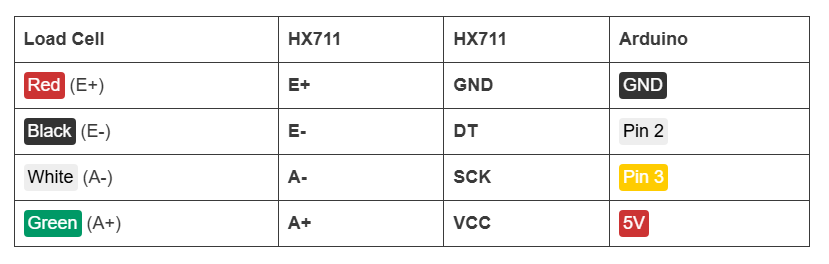 Load Cell HX711 HX711 Arduino
Red (E+) E+ GND GND
Black (E-) E- DT Pin 2
White (A-) A- SCK Pin 3
Green (A+) A+ VCC 5V